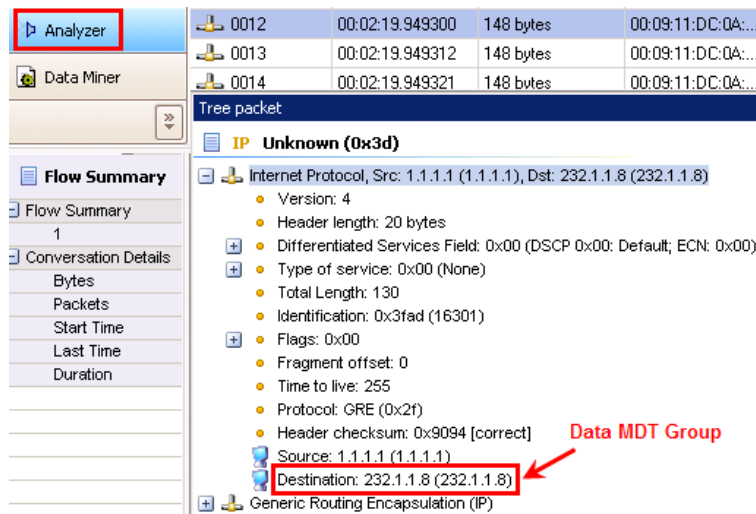 Analyzer
Data Miner
Flow Summary
Flow Summary
1
Conversation Details
Bytes
Packets
Start Time
Last Time
Duration
0012 00:02:19.949300 148 bytes 00:09:11:DC:0A:...
0013 00:02:19.949312 148 bytes 00:09:11:DC:0A:...
0014 00:02:19.949321 148 bytes 00:09:11:DC:0A:...
Tree packet
IP Unknown (0x3d)
Internet Protocol, Src: 1.1.1.1 (1.1.1.1), Dst: 232.1.1.8 (232.1.1.8)
Version: 4
Header length: 20 bytes
Differentiated Services Field: 0x00 (DSCP 0x00: Default; ECN: 0x00)
Type of service: 0x00 (None)
Total Length: 130
Identification: 0x3fad (16301)
Flags: 0x00
Fragment offset: 0
Time to live: 255
Protocol: GRE (0x2f)
Header checksum: 0x9094 [correct]
Data MDT Group
Source: 1.1.1.1 (1.1.1.1)
Destination: 232.1.1.8 (232.1.1.8)
Generic Routing Encapsulation (IP)